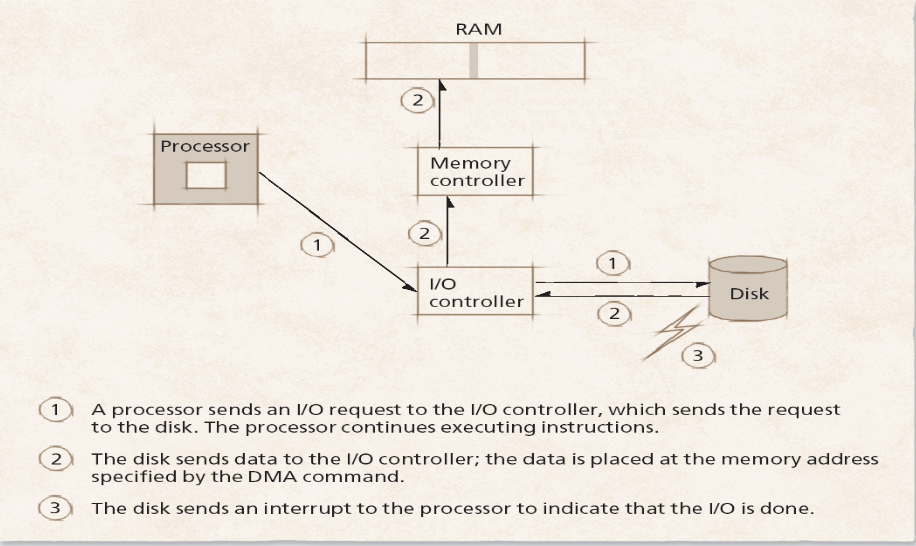 RAM
2
Processor
Memory
controller
2
1
I/O
controller
1
Disk
2
3
1 A processor sends an I/O request to the I/O controller, which sends the request
to the disk. The processor continues executing instructions.
2 The disk sends data to the I/O controller; the data is placed at the memory address
specified by the DMA command.
3 The disk sends an interrupt to the processor to indicate that the I/O is done.